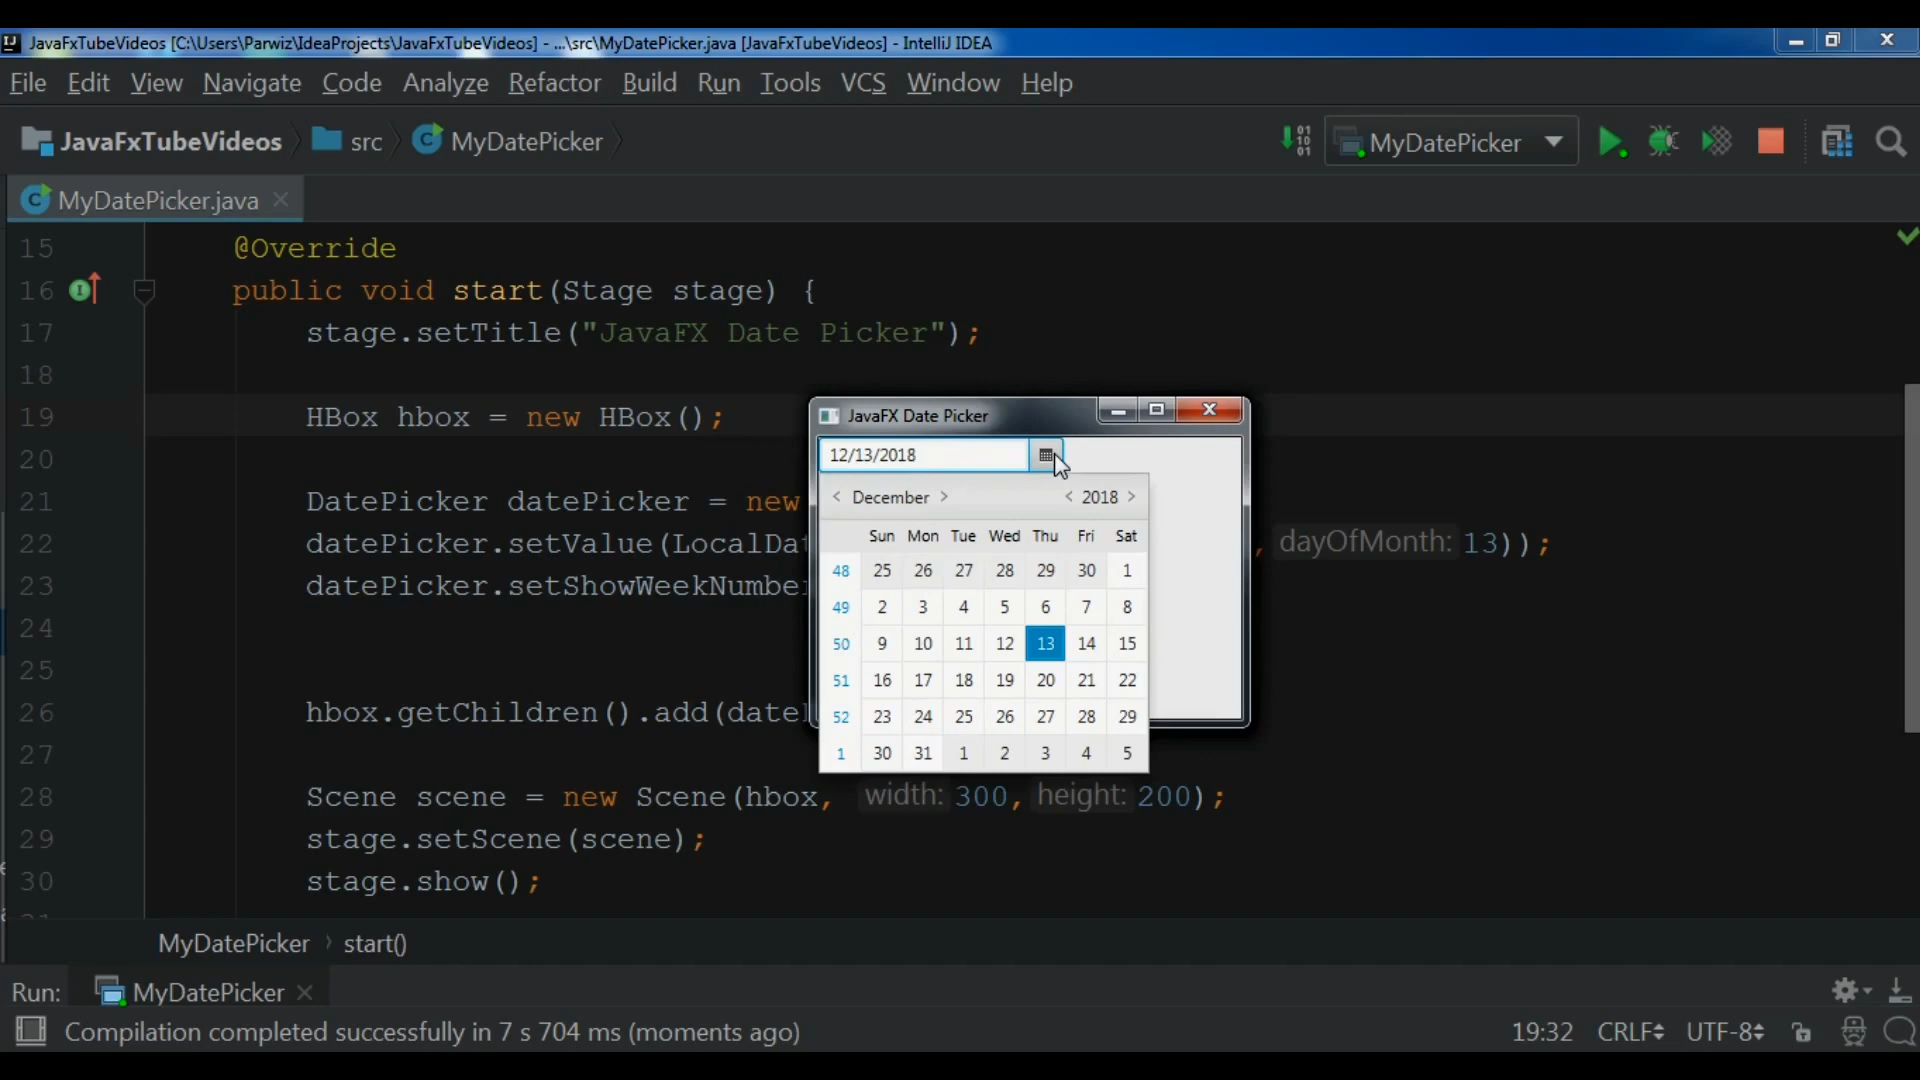 JavaFxTubeVideos [C:\Users\Parwiz\IdeaProjects\JavaFxTubeVideos] - ...\src\MyDatePicker.java [JavaFxTubeVideos] - IntelliJ IDEA
File Edit View Navigate Code Analyze Refactor Build Run Tools VCS Window Help
JavaFxTubeVideos src MyDatePicker MyDatePicker
MyDatePicker.java
15 @Override
16 public void start(Stage stage) {
17 stage.setTitle("JavaFX Date Picker");
18
19 HBox hbox = new HBox();
20
21 DatePicker datePicker = new
22 datePicker.setValue(LocalDat , dayOfMonth: 13));
23 datePicker.setShowWeekNumber
24
25
26 hbox.getChildren().add(date
27
28 Scene scene = new Scene(hbox, width: 300, height: 200);
29 stage.setScene(scene);
30 stage.show();
JavaFX Date Picker
12/13/2018
< December > < 2018 >
Sun Mon Tue Wed Thu Fri Sat
48 25 26 27 28 29 30 1
49 2 3 4 5 6 7 8
50 9 10 11 12 13 14 15
51 16 17 18 19 20 21 22
52 23 24 25 26 27 28 29
1 30 31 1 2 3 4 5
MyDatePicker start()
Run: MyDatePicker
Compilation completed successfully in 7 s 704 ms (moments ago) 19:32 CRLF UTF-8